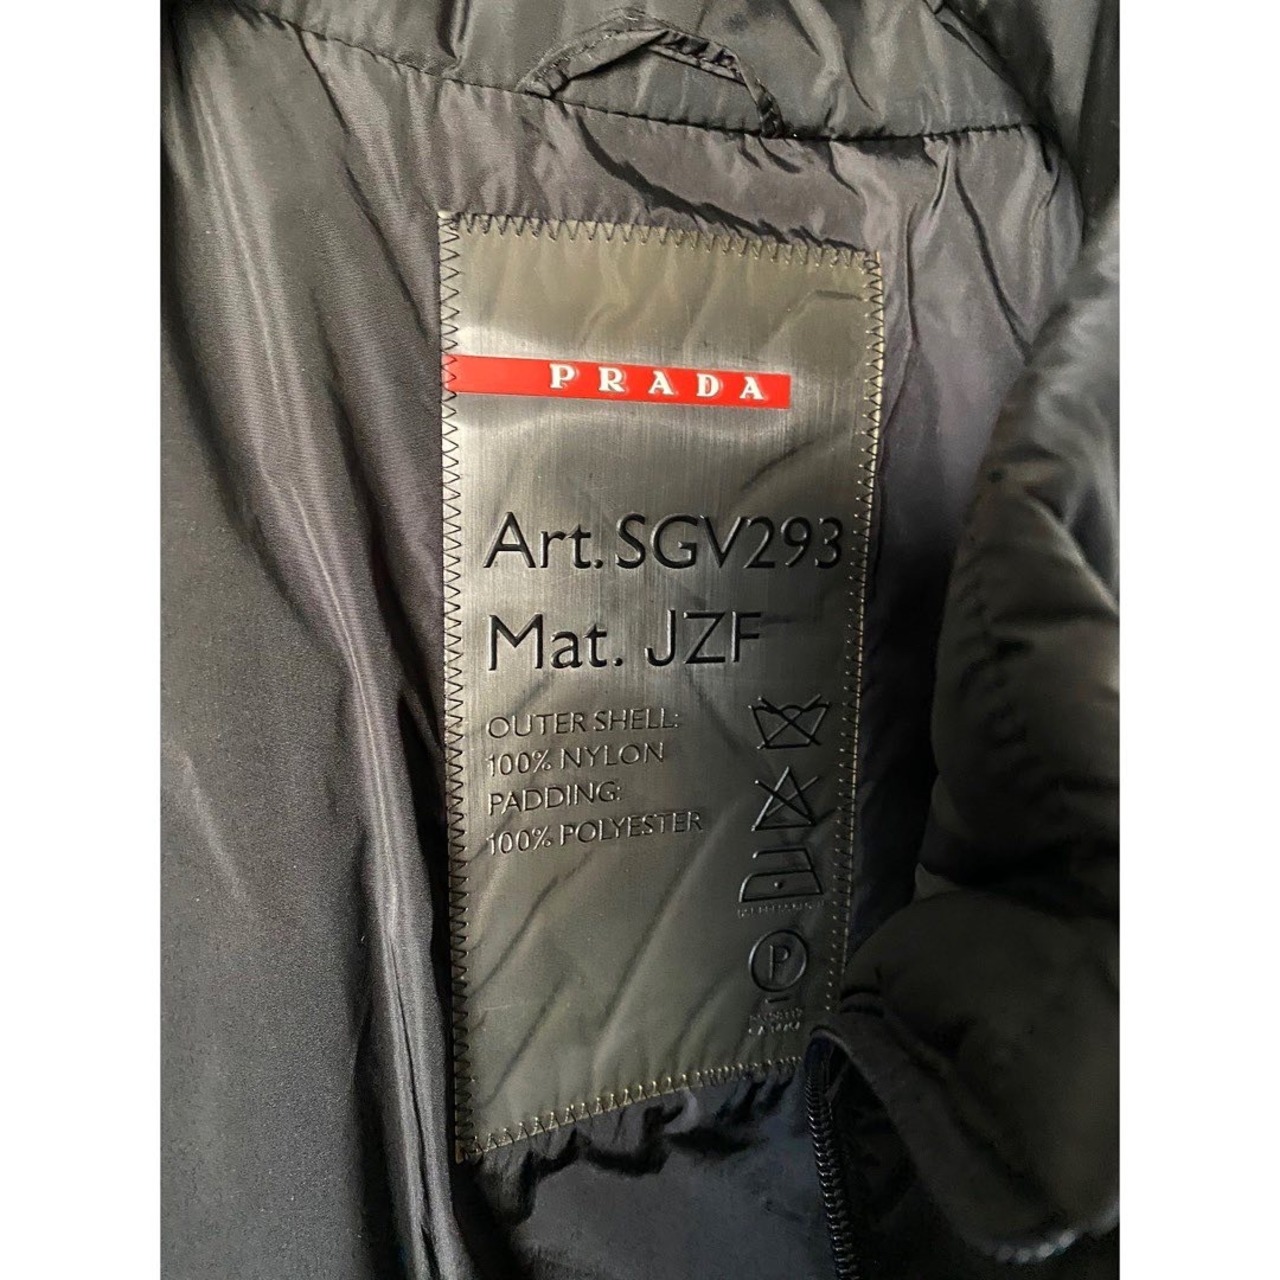 PRADA
Art. SGV293
Mat. JZF
OUTER SHELL:
100% NYLON
PADDING:
100% POLYESTER
P